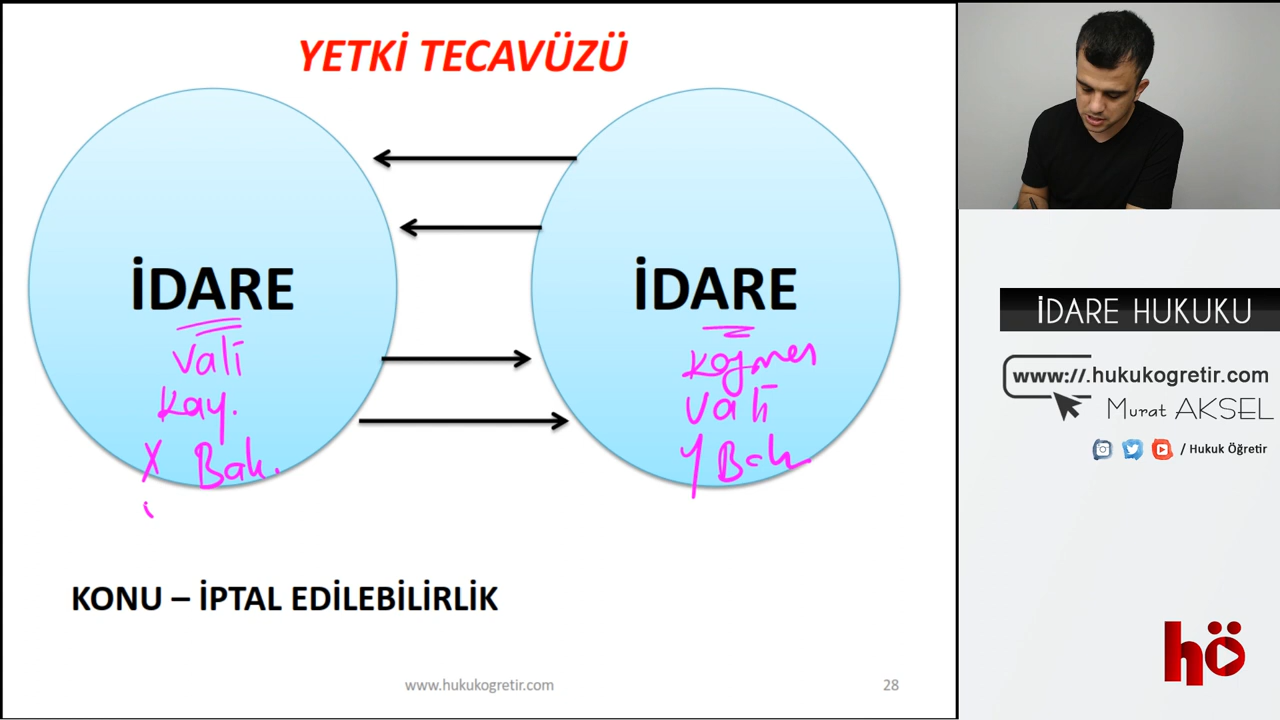 YETKİ TECAVÜZÜ
İDARE
vali
kay.
X Bak.
İDARE
vali
Y Bak
KONU – İPTAL EDİLEBİLİRLİK
www.hukukogretir.com
28
İDARE HUKUKU
www://.hukukogretir.com
Murat AKSEL
/ Hukuk Öğretir
hö